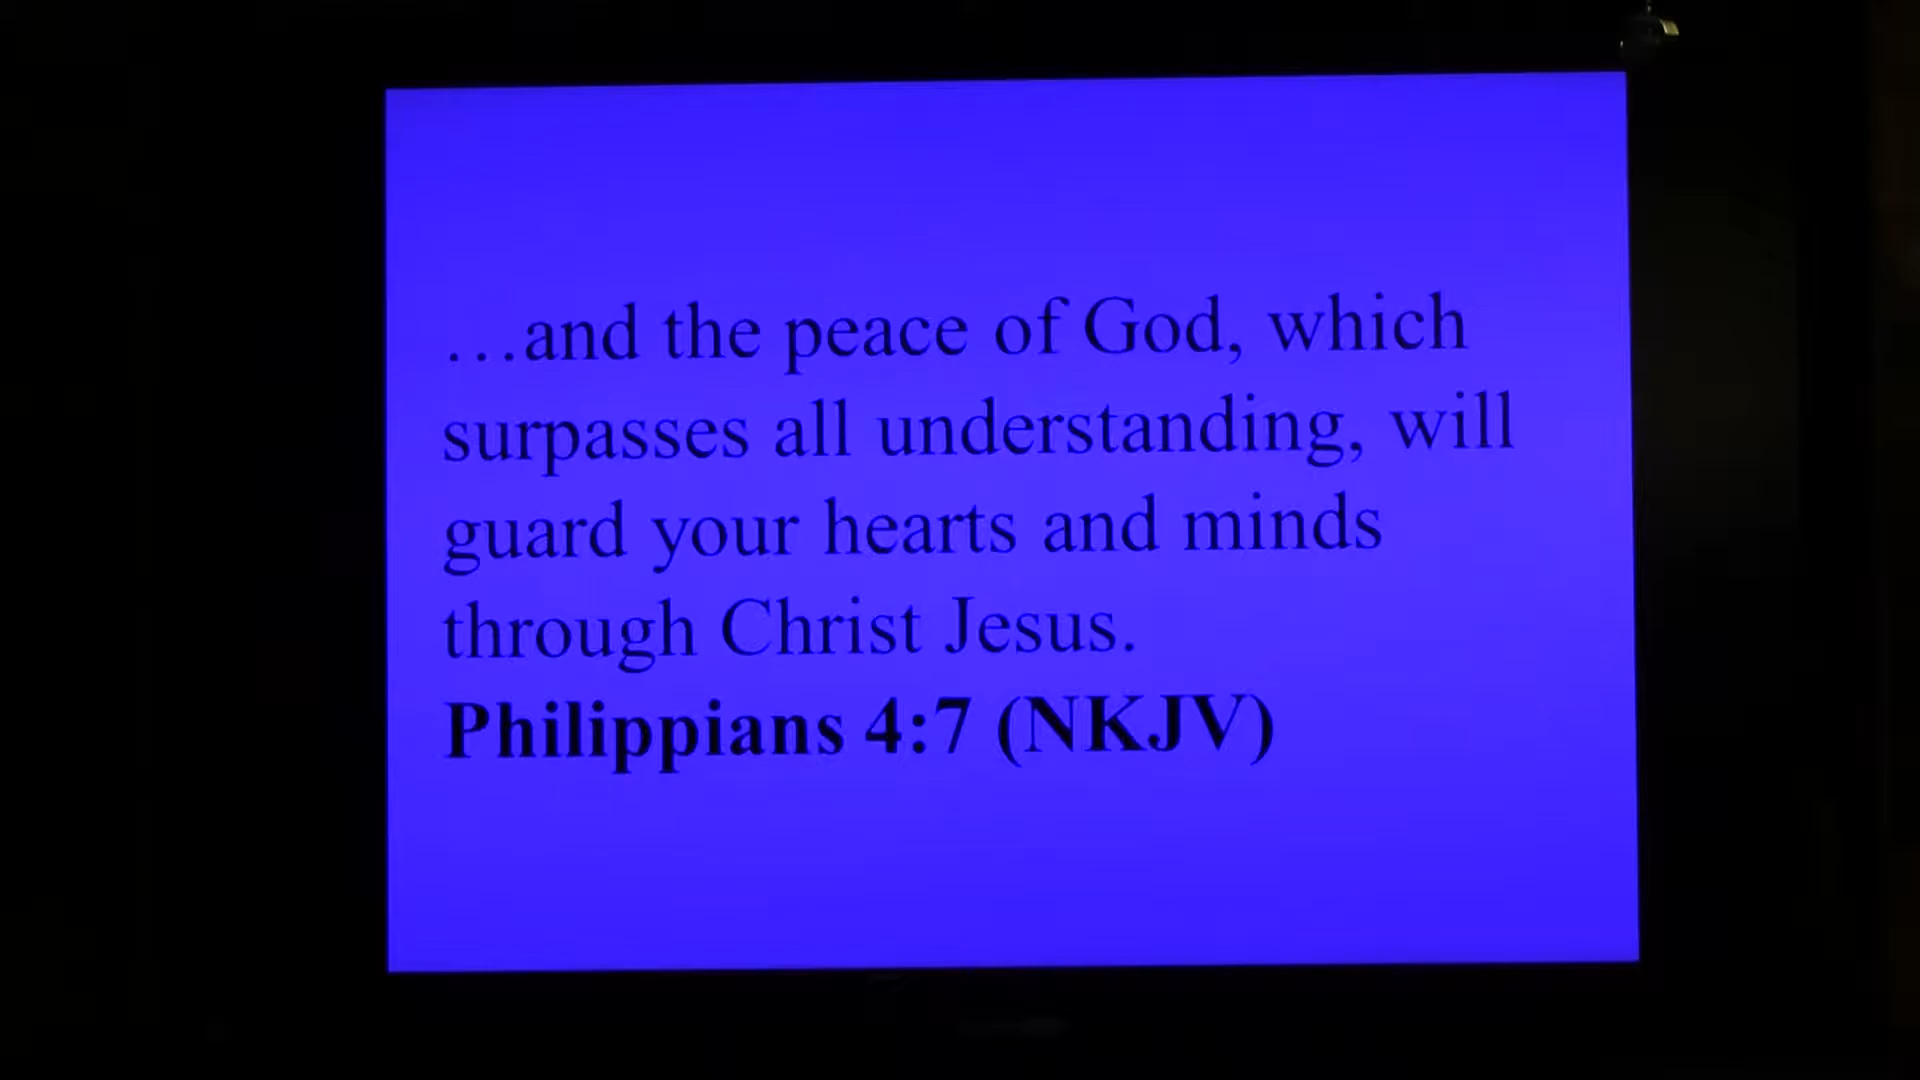 …and the peace of God, which
surpasses all understanding, will
guard your hearts and minds
through Christ Jesus.
Philippians 4:7 (NKJV)